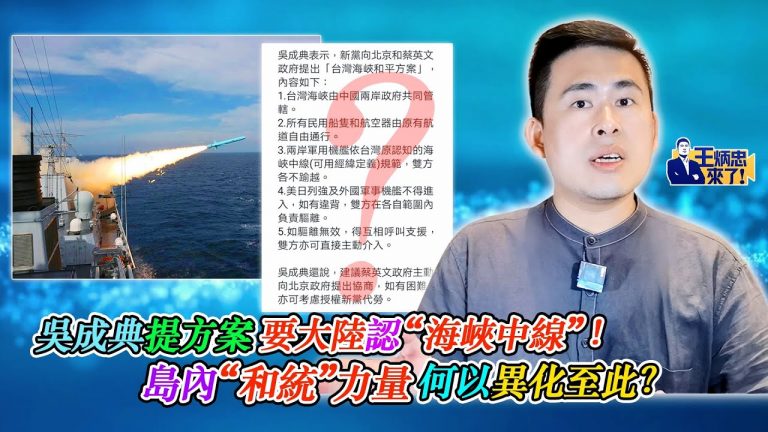 吳成典表示，新黨向北京和蔡英文
政府提出「台灣海峽和平方案」，
內容如下：
1.台灣海峽由中國兩岸政府共同管
轄。
2.所有民用船隻和航空器由原有航
道自由通行。
3.兩岸軍用機艦依台灣原認知的海
峽中線(可用經緯定義)規範，雙方
各不踰越。
4.美日列強及外國軍事機艦不得進
入，如有違背，雙方在各自範圍內
負責驅離。
5.如驅離無效，得互相呼叫支援，
雙方亦可直接主動介入。
吳成典還說，建議蔡英文政府主動
向北京政府提出協商，如有困難，
亦可考慮授權新黨代勞。
?
王炳忠
來了!
吳成典提方案 要大陸認“海峽中線”！
島內“和統”力量 何以異化至此？